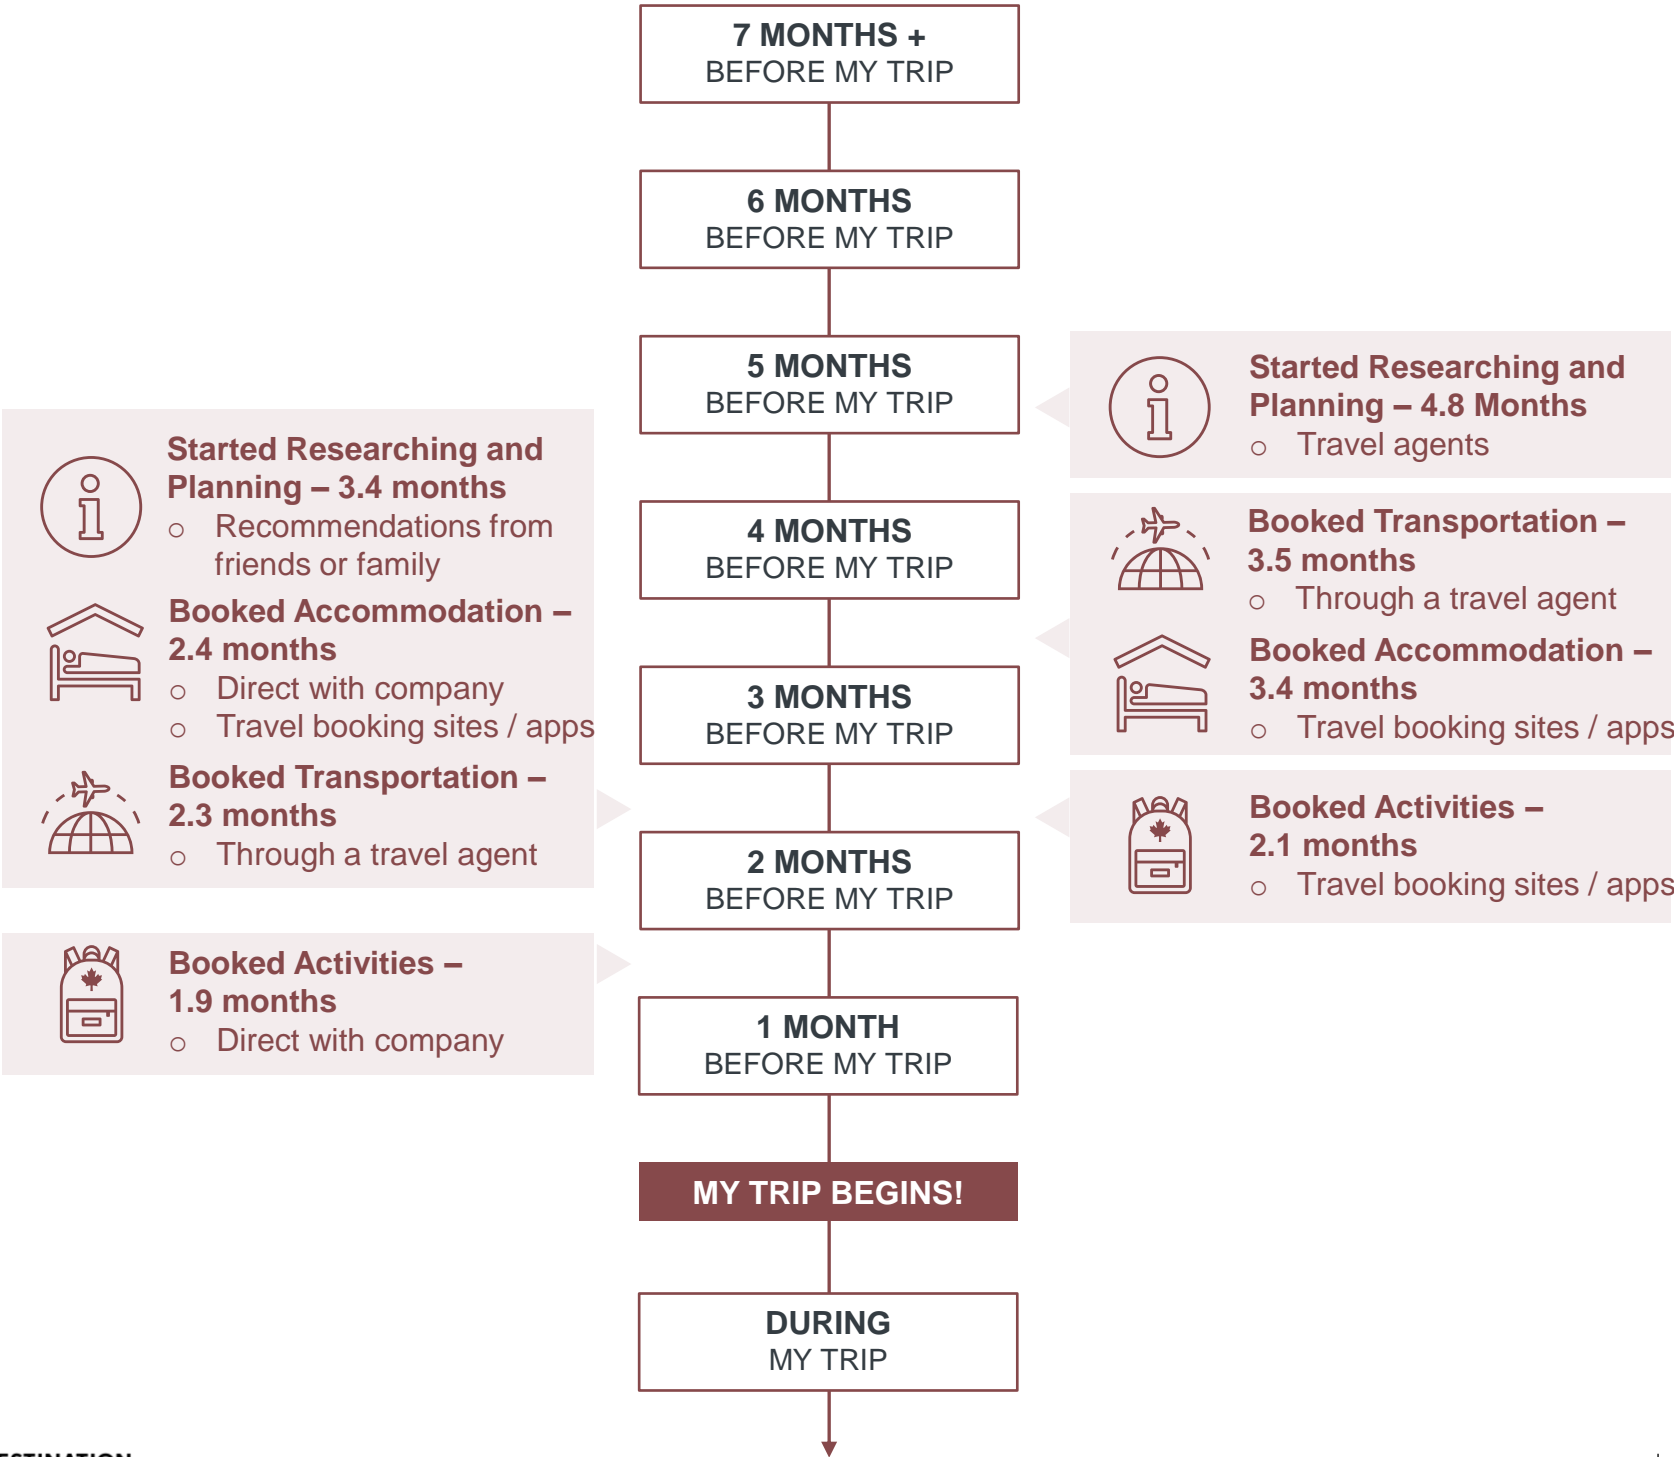 7 MONTHS +
BEFORE MY TRIP
6 MONTHS
BEFORE MY TRIP
5 MONTHS
BEFORE MY TRIP
4 MONTHS
BEFORE MY TRIP
3 MONTHS
BEFORE MY TRIP
2 MONTHS
BEFORE MY TRIP
1 MONTH
BEFORE MY TRIP
MY TRIP BEGINS!
DURING
MY TRIP
Started Researching and
Planning – 3.4 months
o Recommendations from
friends or family
Booked Accommodation –
2.4 months
o Direct with company
o Travel booking sites / apps
Booked Transportation –
2.3 months
o Through a travel agent
Booked Activities –
1.9 months
o Direct with company
Started Researching and
Planning – 4.8 Months
o Travel agents
Booked Transportation –
3.5 months
o Through a travel agent
Booked Accommodation –
3.4 months
o Travel booking sites / apps
Booked Activities –
2.1 months
o Travel booking sites / apps